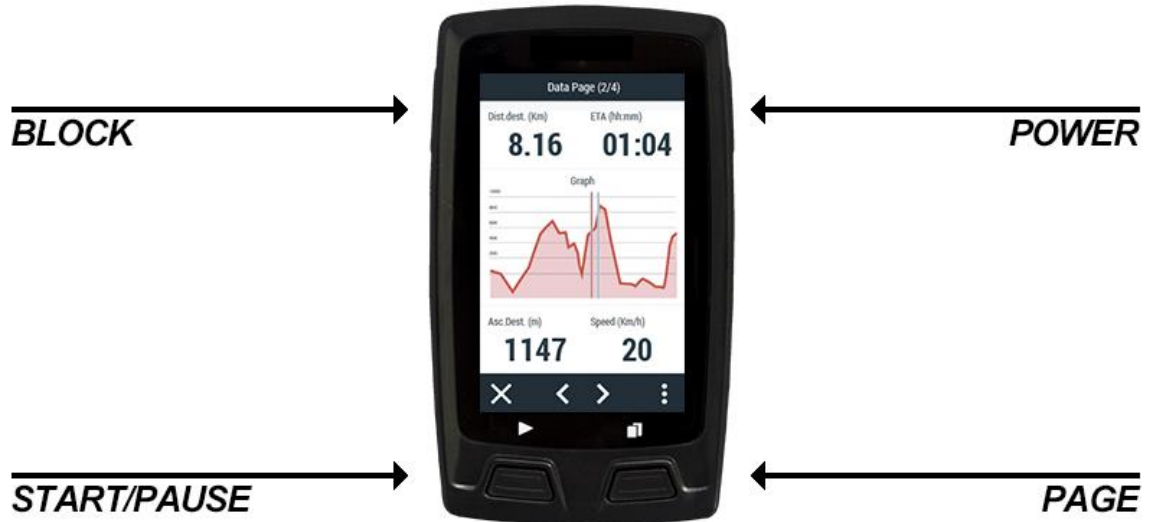 Data Page (2/4)
Dist.dest. (Km) ETA (hh:mm)
8.16 01:04
BLOCK
POWER
Graph
Asc.Dest. (m) Speed (Km/h)
1147 20
START/PAUSE
PAGE